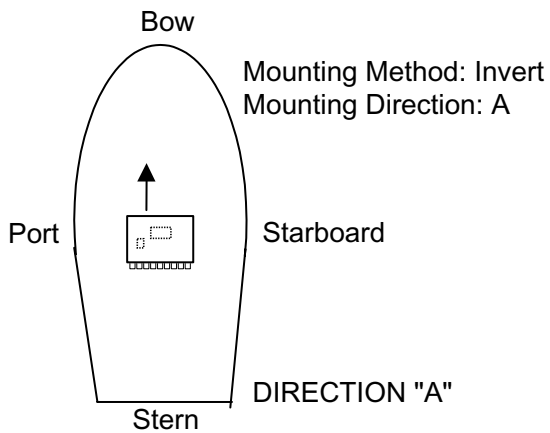 Bow
Mounting Method: Invert
Mounting Direction: A
Port
Starboard
DIRECTION "A"
Stern